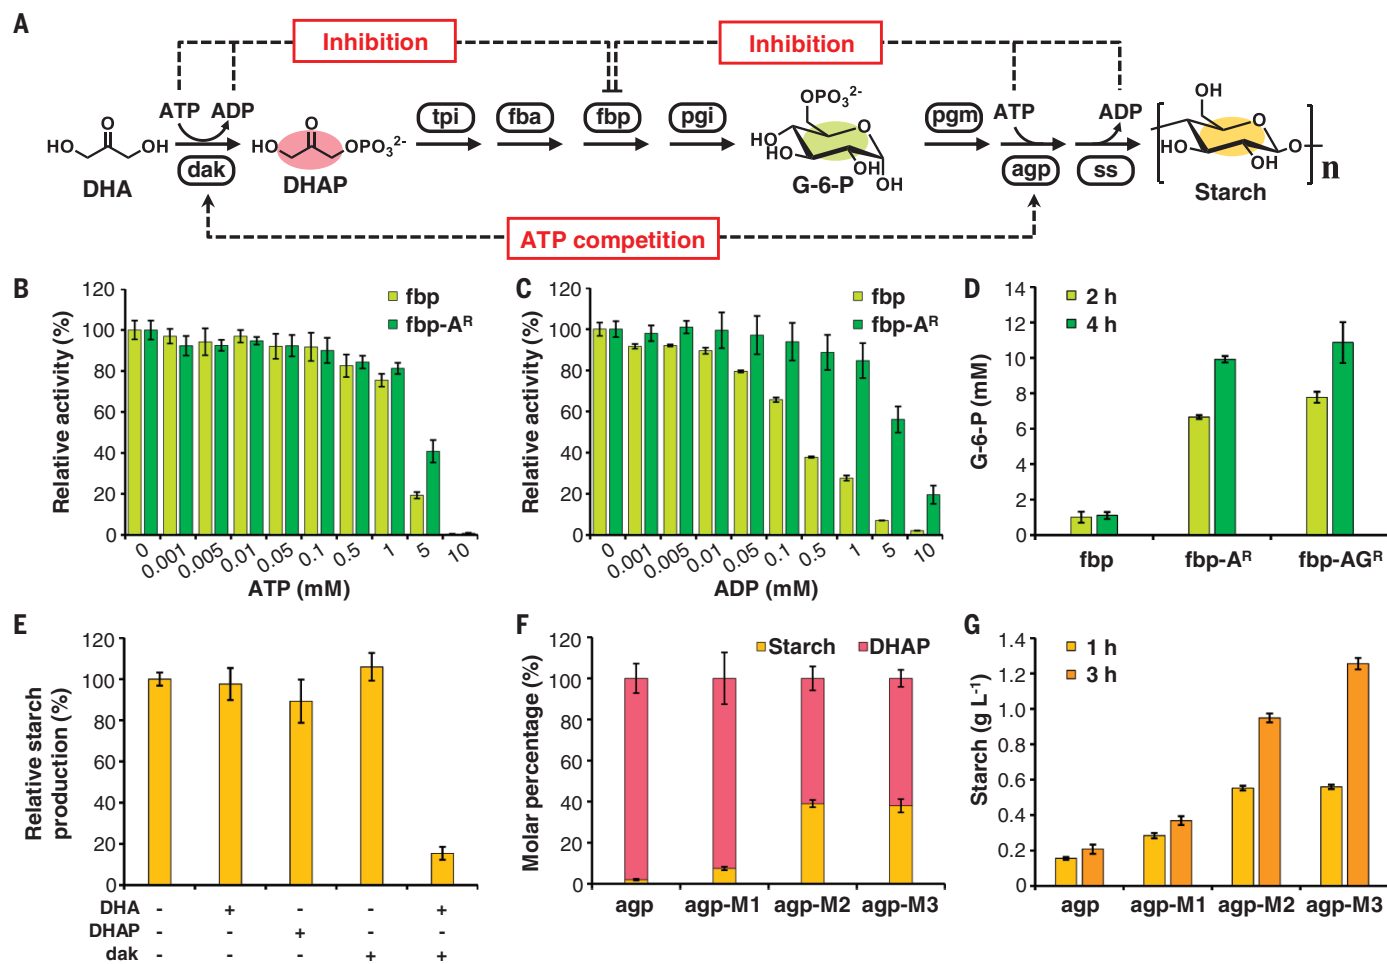 A
Inhibition
Inhibition
ATP ADP
OPO₃²⁻
ATP ADP
OH
O
HO OH
DHA
dak
O
HO OPO₃²⁻
DHAP
tpi
fba
fbp
pgi
HO
HO
O
HO
OH
G-6-P
pgm
agp
ss
O
HO
OH
O
n
Starch
ATP competition
B
120
100
80
60
40
20
0
Relative activity (%)
fbp
fbp-Aᴿ
0 0.001 0.005 0.01 0.05 0.1 0.5 1 5 10
ATP (mM)
C
120
100
80
60
40
20
0
Relative activity (%)
fbp
fbp-Aᴿ
0 0.001 0.005 0.01 0.05 0.1 0.5 1 5 10
ADP (mM)
D
14
12
10
8
6
4
2
0
G-6-P (mM)
2 h
4 h
fbp fbp-Aᴿ fbp-AGᴿ
E
120
100
80
60
40
20
0
Relative starch
production (%)
DHA - + - - +
DHAP - - + - -
dak - - - + +
F
120
100
80
60
40
20
0
Molar percentage (%)
Starch DHAP
agp agp-M1 agp-M2 agp-M3
G
1.4
1.2
1.0
0.8
0.6
0.4
0.2
0
Starch (g L⁻¹)
1 h
3 h
agp agp-M1 agp-M2 agp-M3